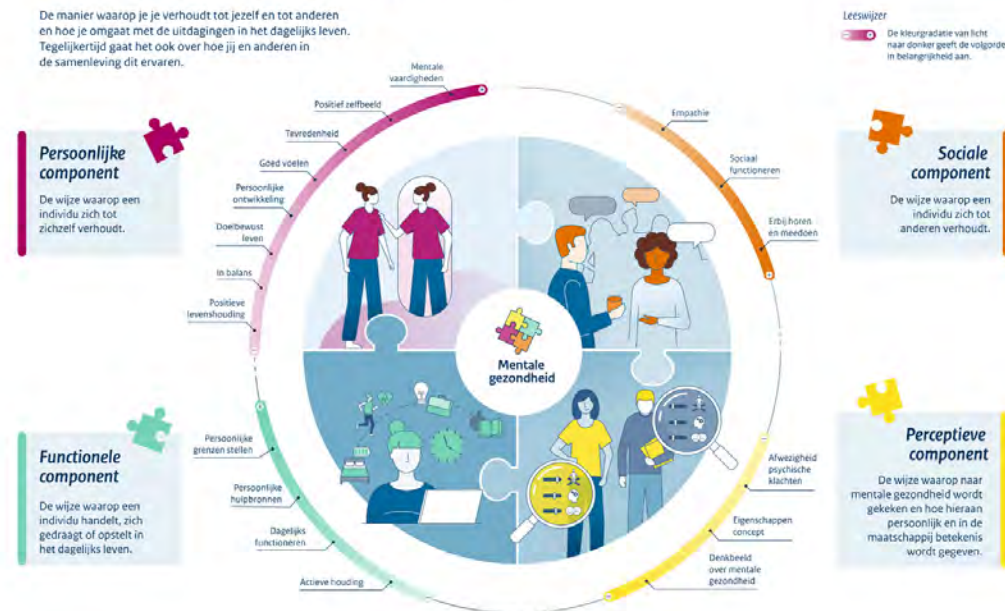 De manier waarop je je verhoudt tot jezelf en tot anderen
en hoe je omgaat met de uitdagingen in het dagelijks leven.
Tegelijkertijd gaat het ook over hoe jij en anderen in
de samenleving dit ervaren.
Leeswijzer
De kleurgradatie van licht
naar donker geeft de volgorde
in belangrijkheid aan.
Persoonlijke
component
De wijze waarop een
individu zich tot
zichzelf verhoudt.
Mentale
vaardigheden
Positief zelfbeeld
Tevredenheid
Goed voelen
Persoonlijke
ontwikkeling
Doelbewust
leven
In balans
Positieve
levenshouding
Empathie
Sociaal
functioneren
Erbij horen
en meedoen
Sociale
component
De wijze waarop een
individu zich tot
anderen verhoudt.
Mentale
gezondheid
Functionele
component
De wijze waarop een
individu handelt, zich
gedraagt of opstelt in
het dagelijks leven.
Persoonlijke
grenzen stellen
Persoonlijke
hulpbronnen
Dagelijks
functioneren
Actieve houding
Afwezigheid
psychische
klachten
Eigenschappen
concept
Denkbeeld
over mentale
gezondheid
Perceptieve
component
De wijze waarop naar
mentale gezondheid wordt
gekeken en hoe hieraan
persoonlijk en in de
maatschappij betekenis
wordt gegeven.